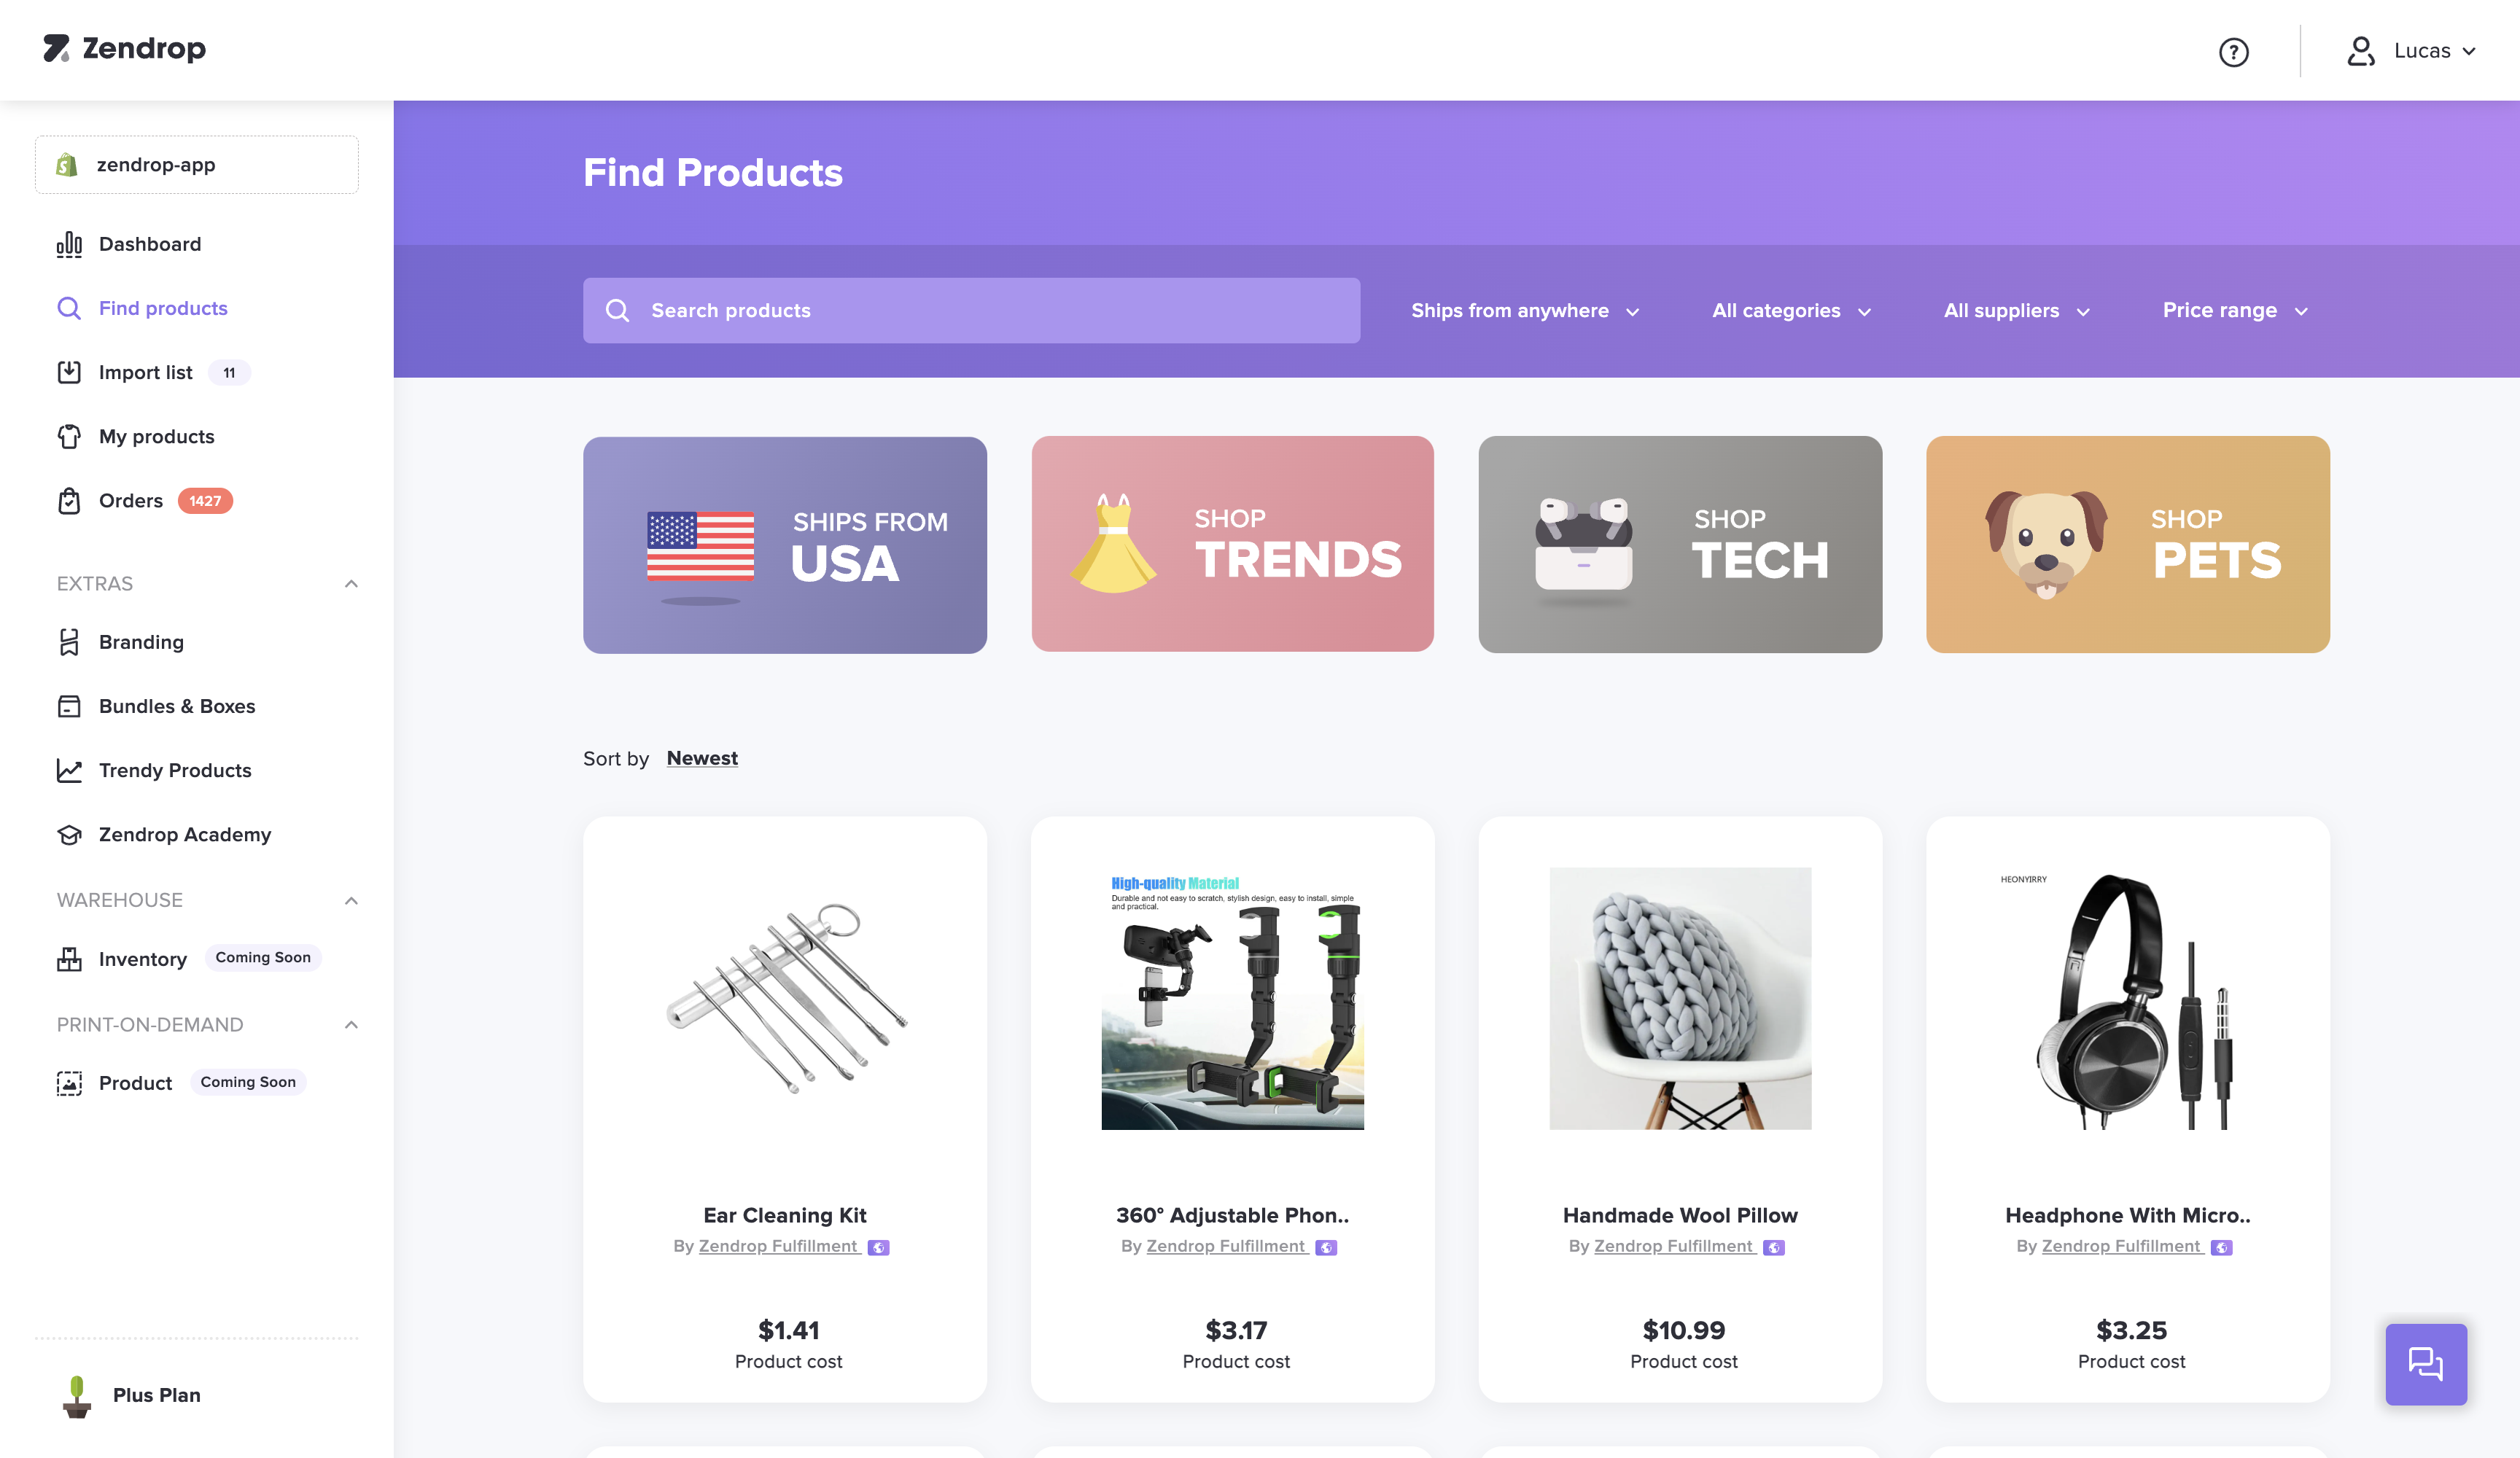 Zendrop
?
Lucas
zendrop-app
Dashboard
Find products
Import list 11
My products
Orders 1427
EXTRAS
Branding
Bundles & Boxes
Trendy Products
Zendrop Academy
WAREHOUSE
Inventory Coming Soon
PRINT-ON-DEMAND
Product Coming Soon
Plus Plan
Find Products
Search products
Ships from anywhere
All categories
All suppliers
Price range
SHIPS FROM
USA
SHOP
TRENDS
SHOP
TECH
SHOP
PETS
Sort by Newest
Ear Cleaning Kit
By Zendrop Fulfillment
$1.41
Product cost
High-quality Material
Durable and not easy to scratch, stylish design, easy to install, simple
and practical.
360° Adjustable Phon..
By Zendrop Fulfillment
$3.17
Product cost
Handmade Wool Pillow
By Zendrop Fulfillment
$10.99
Product cost
HEONYIRRY
Headphone With Micro..
By Zendrop Fulfillment
$3.25
Product cost